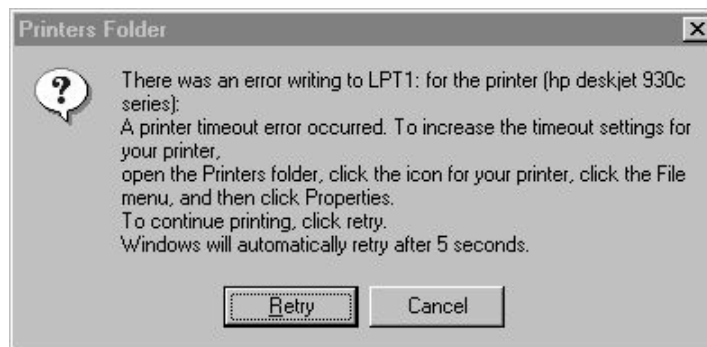 Printers Folder
There was an error writing to LPT1: for the printer (hp deskjet 930c
series):
A printer timeout error occurred. To increase the timeout settings for
your printer,
open the Printers folder, click the icon for your printer, click the File
menu, and then click Properties.
To continue printing, click retry.
Windows will automatically retry after 5 seconds.
Retry
Cancel